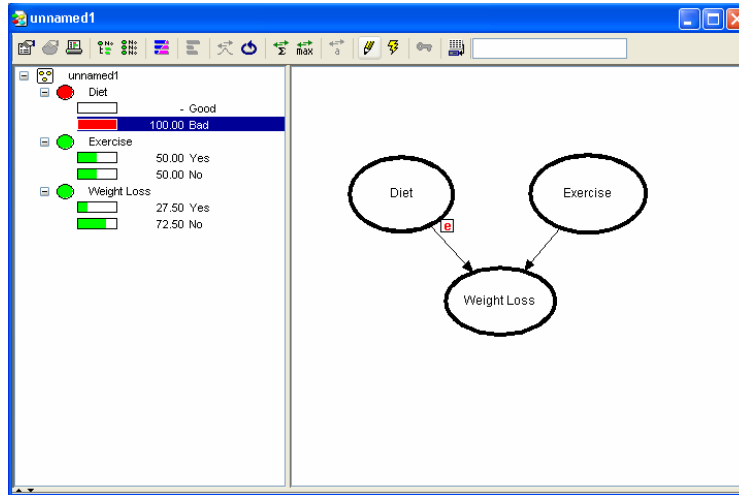 unnamed1
unnamed1
Diet
- Good
100.00 Bad
Exercise
50.00 Yes
50.00 No
Weight Loss
27.50 Yes
72.50 No
Diet
Exercise
e
Weight Loss